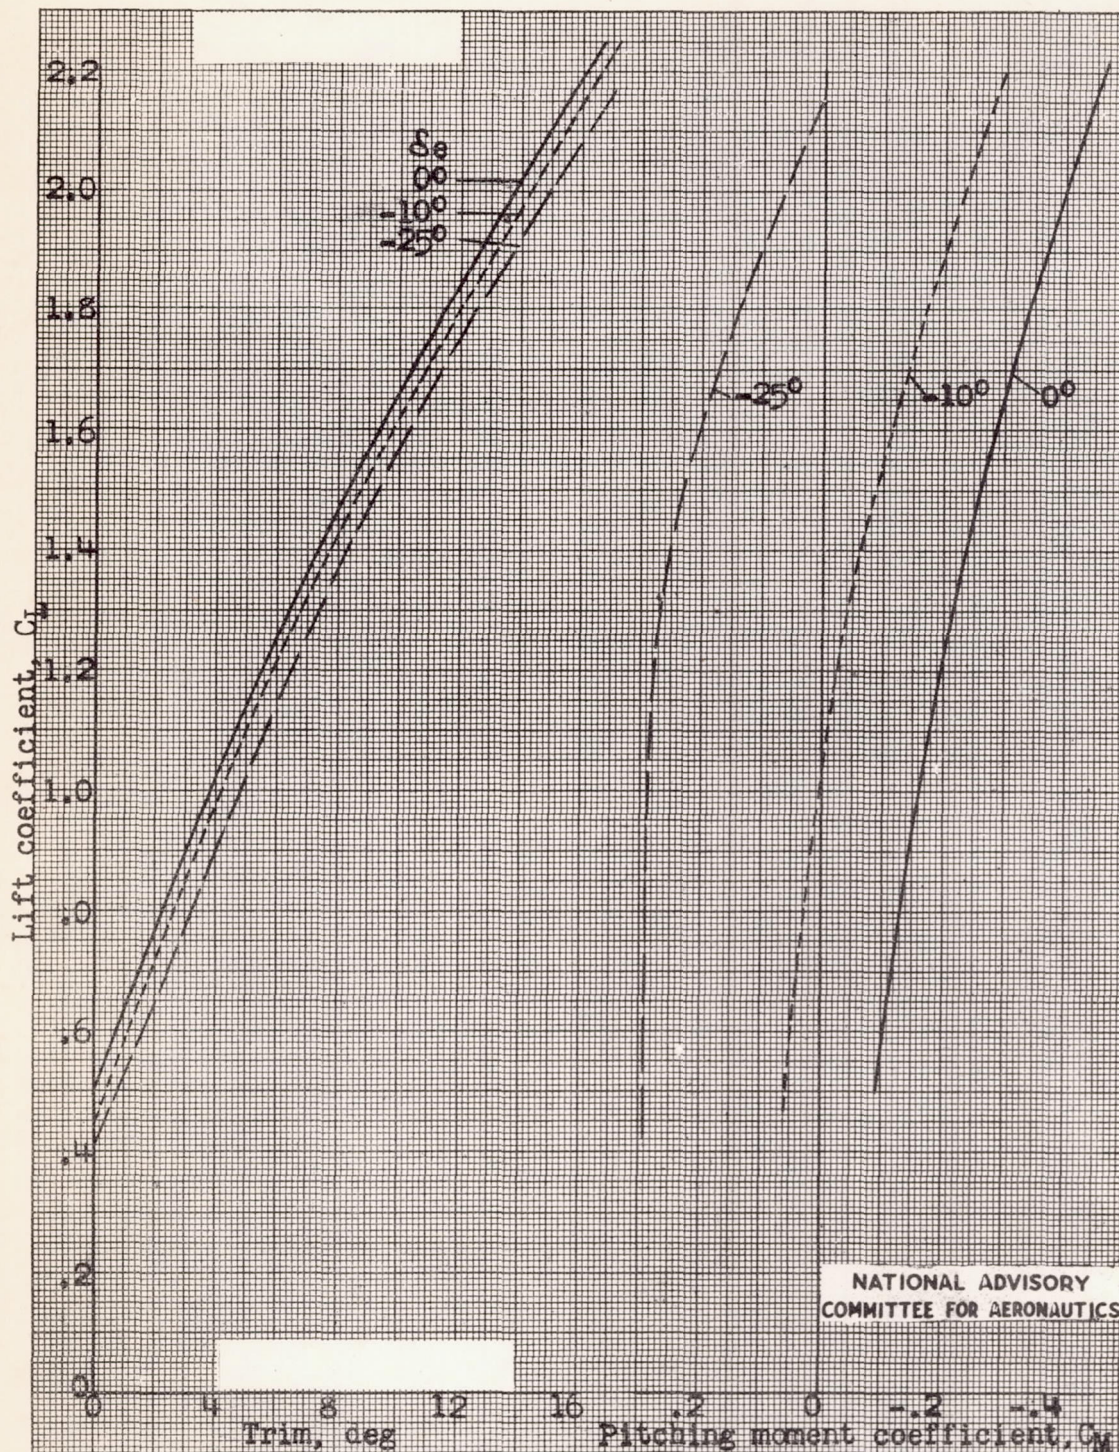 2.2
δe
0°
2.0
-10°
-25°
1.8
-25° -10° 0°
1.6
1.4
Lift coefficient, CL
1.2
1.0
.0
.6
.4
.2
NATIONAL ADVISORY
COMMITTEE FOR AERONAUTICS
0
0 4 8 12 16 .2 0 -.2 -.4
Trim, deg Pitching moment coefficient, CM